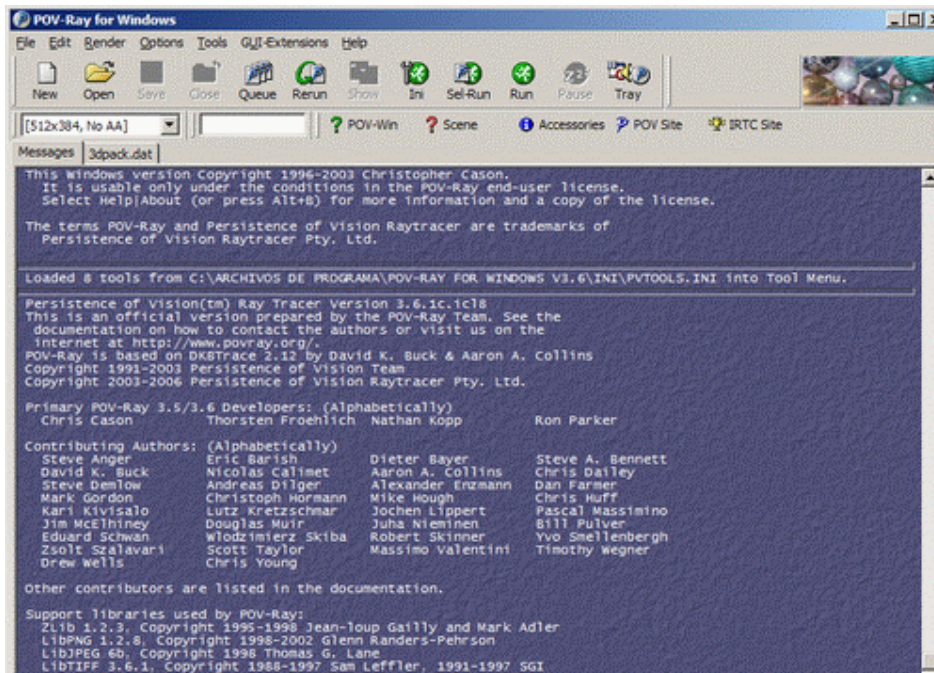 POV-Ray for Windows
File Edit Render Options Tools GUI-Extensions Help
New Open Save Close Queue Rerun Show Ini Sel-Run Run Pause Tray
[512x384, No AA] POV-Win Scene Accessories POV Site IRTC Site
Messages 3dpack.dat
This Windows version Copyright 1996-2003 Christopher Cason.
It is usable only under the conditions in the POV-Ray end-user license.
Select Help|About (or press Alt+B) for more information and a copy of the license.
The terms POV-Ray and Persistence of Vision Raytracer are trademarks of
Persistence of Vision Raytracer Pty. Ltd.
Loaded 8 tools from C:\ARCHIVOS DE PROGRAMA\POV-RAY FOR WINDOWS V3.6\INI\PVTOOLS.INI into Tool Menu.
Persistence of Vision(tm) Ray Tracer Version 3.6.1c.icl8
This is an official version prepared by the POV-Ray Team. See the
documentation on how to contact the authors or visit us on the
internet at http://www.povray.org/.
POV-Ray is based on DKBTrace 2.12 by David K. Buck & Aaron A. Collins
Copyright 1991-2003 Persistence of Vision Team
Copyright 2003-2006 Persistence of Vision Raytracer Pty. Ltd.
Primary POV-Ray 3.5/3.6 Developers: (Alphabetically)
Chris Cason Thorsten Froehlich Nathan Kopp Ron Parker
Contributing Authors: (Alphabetically)
Steve Anger Eric Barish Dieter Bayer Steve A. Bennett
David K. Buck Nicolas Calimet Aaron A. Collins Chris Dailey
Steve Demlow Andreas Dilger Alexander Enzmann Dan Farmer
Mark Gordon Christoph Hormann Mike Hough Chris Huff
Kari Kivisalo Lutz Kretzschmar Jochen Lippert Pascal Massimino
Jim McElhiney Douglas Muir Juha Nieminen Bill Pulver
Eduard Schwan Wlodzimierz Skiba Robert Skinner Yvo Smellenbergh
Zsolt Szalavari Scott Taylor Massimo Valentini Timothy Wegner
Drew Wells Chris Young
Other contributors are listed in the documentation.
Support libraries used by POV-Ray:
ZLib 1.2.3, Copyright 1995-1998 Jean-loup Gailly and Mark Adler
LibPNG 1.2.8, Copyright 1998-2002 Glenn Randers-Pehrson
LibJPEG 6b, Copyright 1998 Thomas G. Lane
LibTIFF 3.6.1, Copyright 1988-1997 Sam Leffler, 1991-1997 SGI